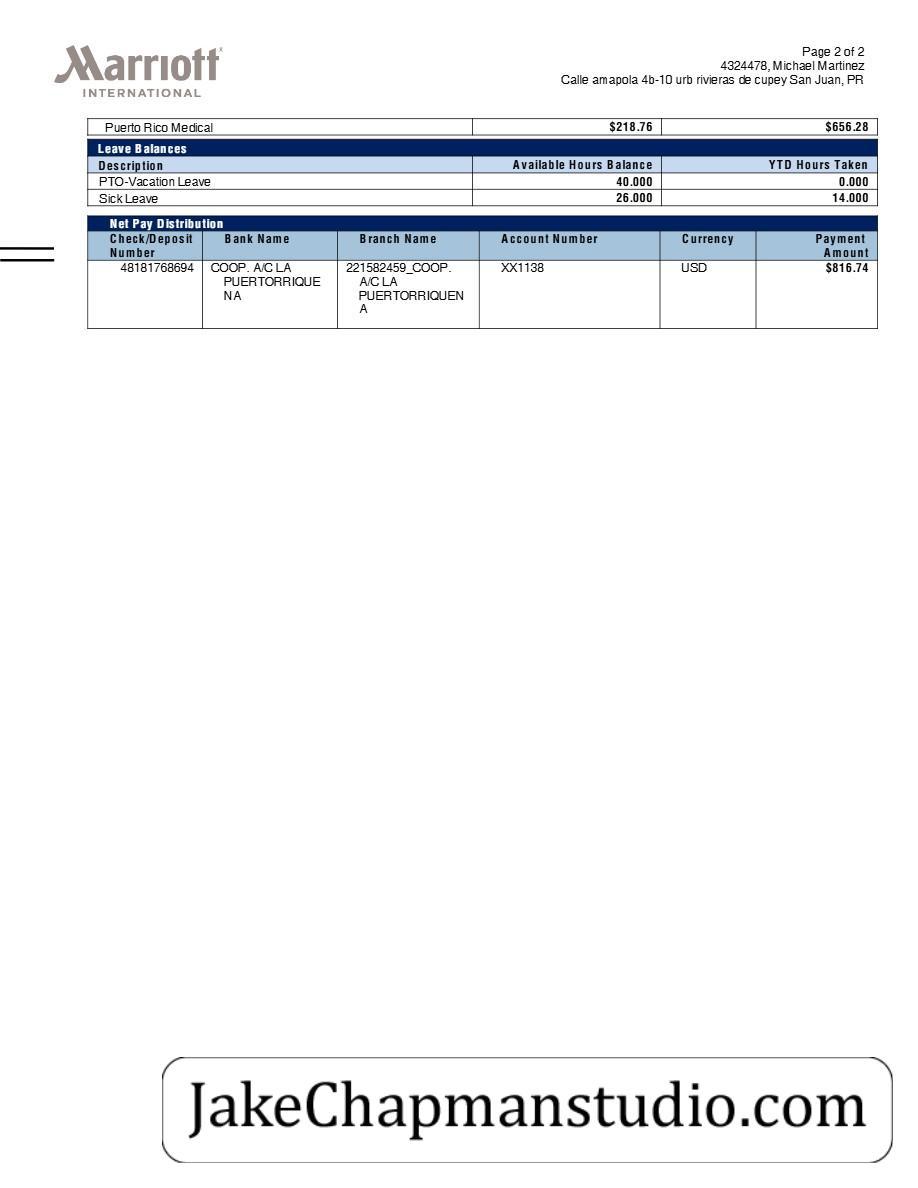 Marriott
INTERNATIONAL
Page 2 of 2
4324478, Michael Martinez
Calle amapola 4b-10 urb rivieras de cupey San Juan, PR
Puerto Rico Medical $218.76 $656.28
Leave Balances
Description Available Hours Balance YTD Hours Taken
PTO-Vacation Leave 40.000 0.000
Sick Leave 26.000 14.000
Net Pay Distribution
Check/Deposit Bank Name Branch Name Account Number Currency Payment
Number Amount
48181768694 COOP. A/C LA 221582459_COOP. XX1138 USD $816.74
PUERTORRIQUE A/C LA
NA PUERTORRIQUEN
A
JakeChapmanstudio.com